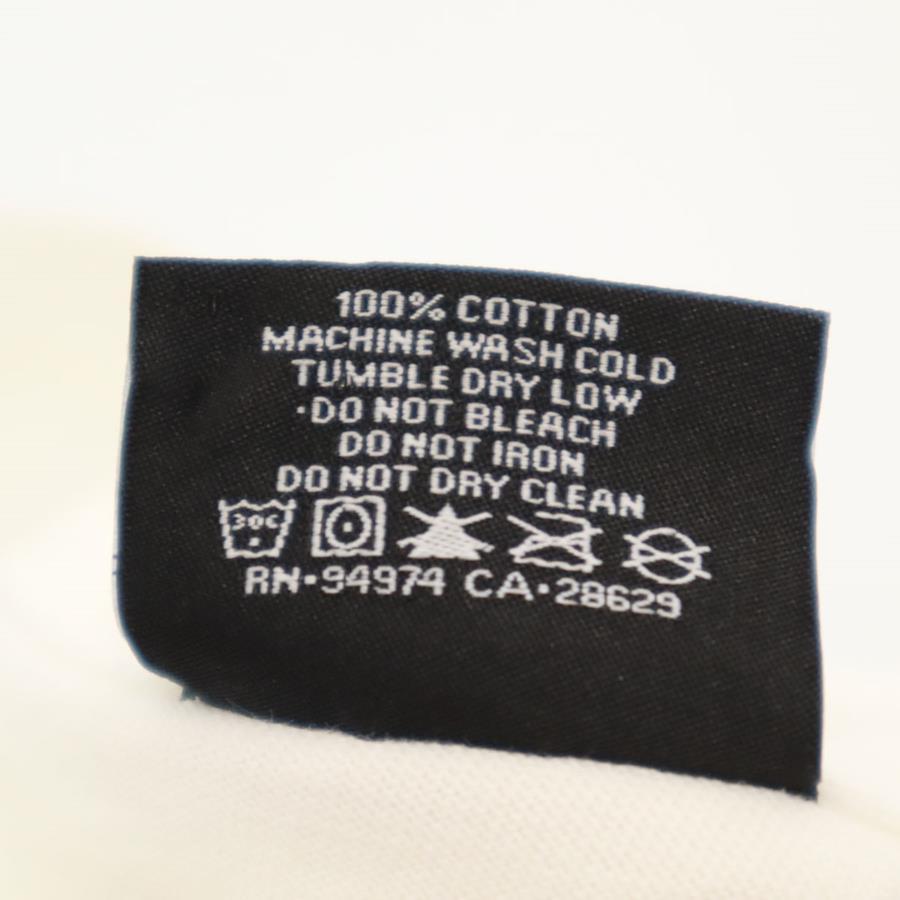 100% COTTON
MACHINE WASH COLD
TUMBLE DRY LOW
·DO NOT BLEACH
DO NOT IRON
DO NOT DRY CLEAN
30C
RN·94974 CA·28629